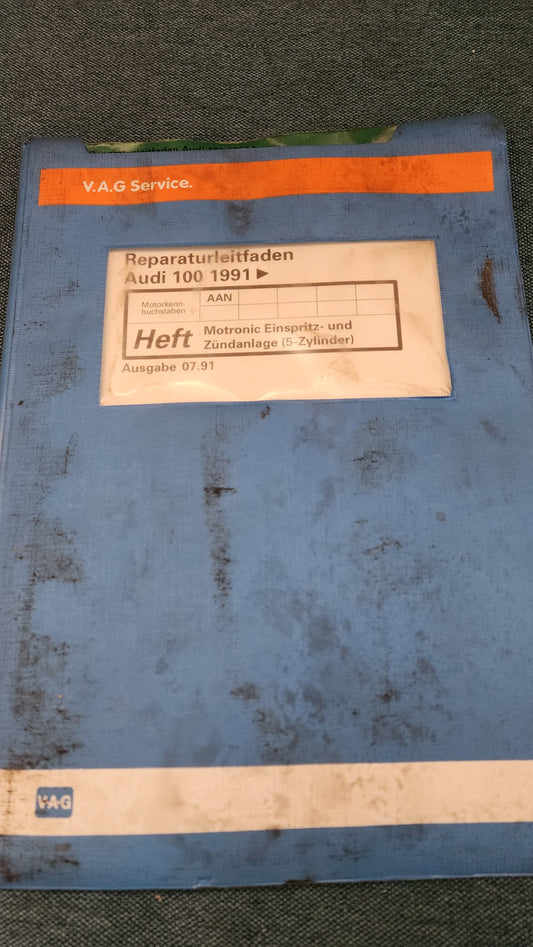 V.A.G Service.
Reparaturleitfaden
Audi 100 1991 ►
Motorkenn-
buchstaben
AAN
Heft
Motronic Einspritz- und
Zündanlage (5-Zylinder)
Ausgabe 07.91
V·A·G